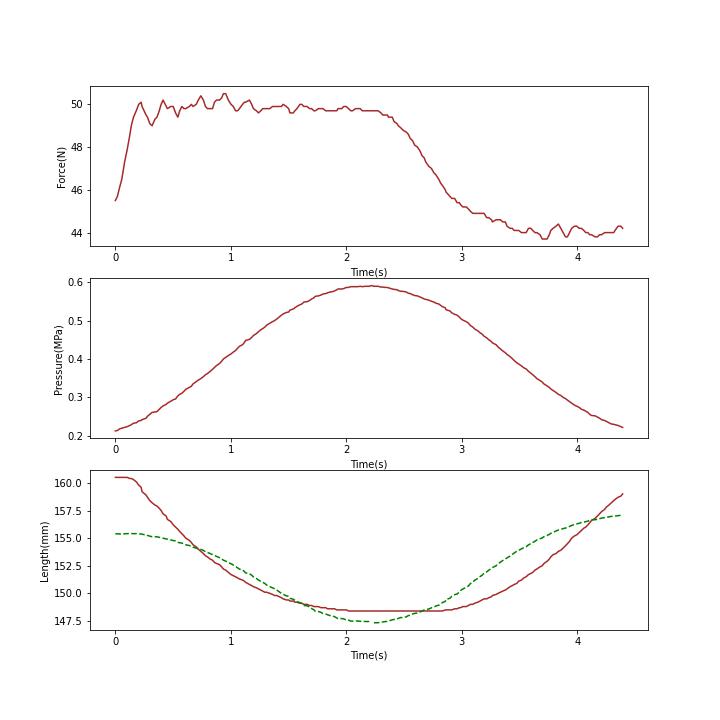 Force(N)
50
48
46
44
0 1 2 3 4
Time(s)
Pressure(MPa)
0.6
0.5
0.4
0.3
0.2
0 1 2 3 4
Time(s)
Length(mm)
160.0
157.5
155.0
152.5
150.0
147.5
0 1 2 3 4
Time(s)